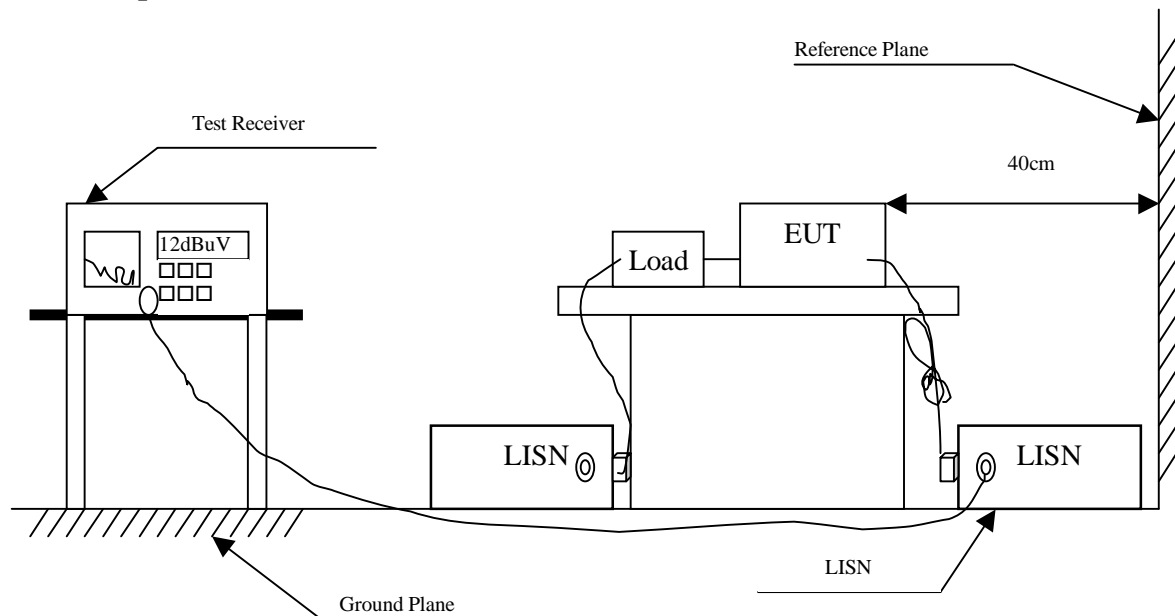 Reference Plane
Test Receiver
40cm
12dBuV
Load
EUT
LISN
LISN
LISN
Ground Plane